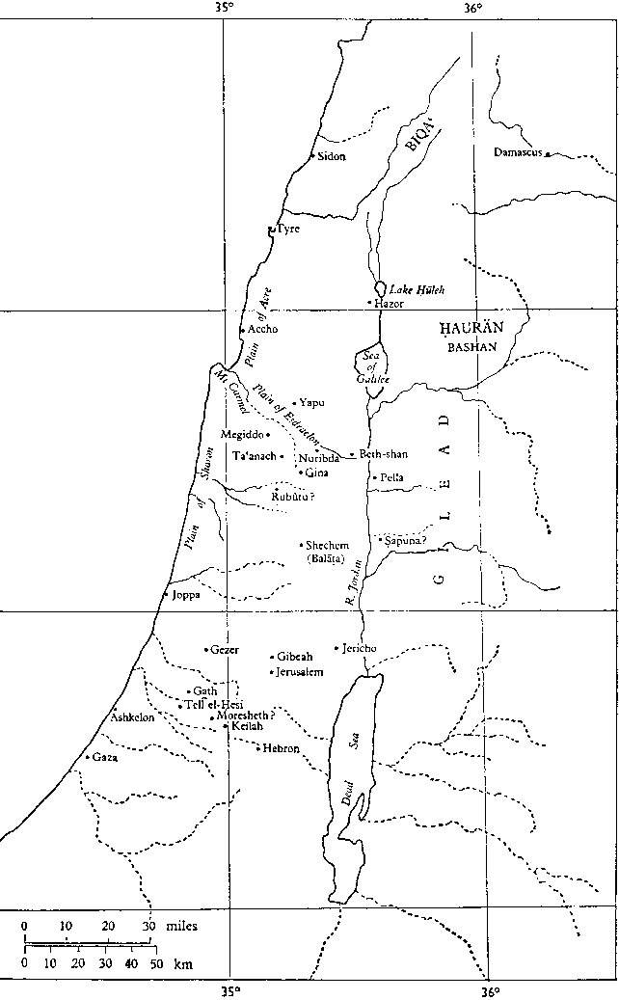 35°
36°
BIQA'
Sidon
Damascus
Tyre
Lake Hūleh
Hazor
Plain of Acre
ḤAURĀN
BASHAN
Accho
Sea
of
Galilee
Mt Carmel
Plain of Esdraelon
Yapu
Megiddo
Ta'anach
Nuribda
Beth-shan
Gina
Pella
GILEAD
Rubūtu?
Plain of Sharon
Shechem
(Balāṭa)
Ṣapuna?
R. Jordan
Joppa
Gezer
Gibeah
Jericho
Jerusalem
Gath
Tell el-Hesi
Moresheth?
Ashkelon
Keilah
Hebron
Gaza
Dead Sea
0 10 20 30 miles
0 10 20 30 40 50 km
35°
36°